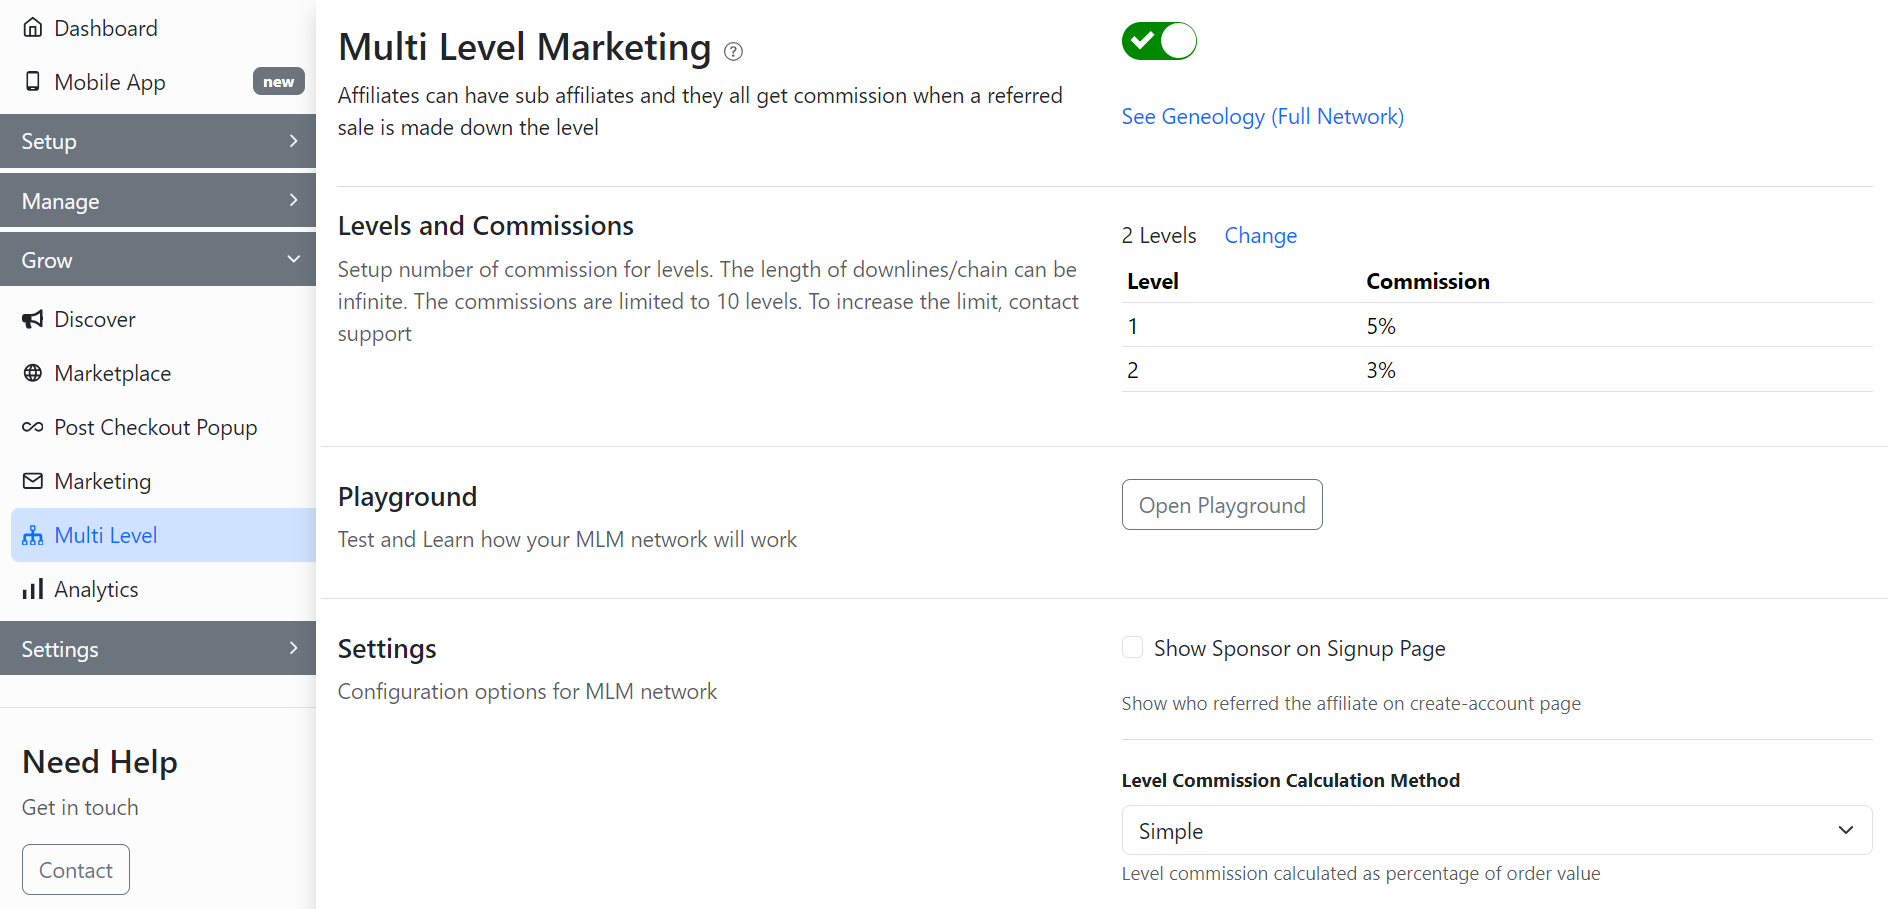 Dashboard
Mobile App new
Setup
Manage
Grow
Discover
Marketplace
Post Checkout Popup
Marketing
Multi Level
Analytics
Settings
Need Help
Get in touch
Contact
Multi Level Marketing ?
Affiliates can have sub affiliates and they all get commission when a referred
sale is made down the level
See Geneology (Full Network)
Levels and Commissions
Setup number of commission for levels. The length of downlines/chain can be
infinite. The commissions are limited to 10 levels. To increase the limit, contact
support
2 Levels Change
Level Commission
1 5%
2 3%
Playground
Test and Learn how your MLM network will work
Open Playground
Settings
Configuration options for MLM network
Show Sponsor on Signup Page
Show who referred the affiliate on create-account page
Level Commission Calculation Method
Simple
Level commission calculated as percentage of order value